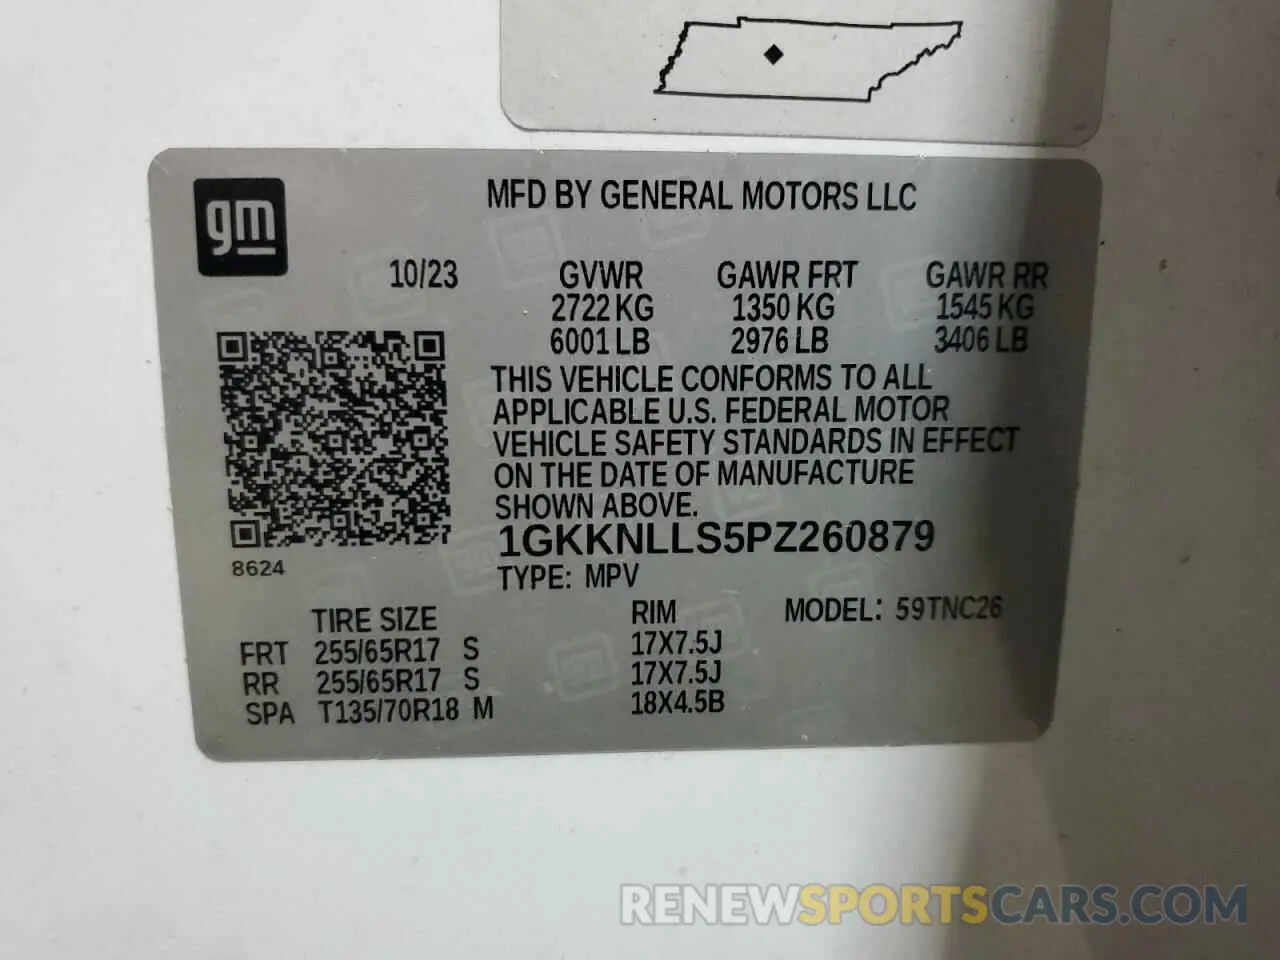 gm
MFD BY GENERAL MOTORS LLC
10/23 GVWR GAWR FRT GAWR RR
2722 KG 1350 KG 1545 KG
6001 LB 2976 LB 3406 LB
THIS VEHICLE CONFORMS TO ALL
APPLICABLE U.S. FEDERAL MOTOR
VEHICLE SAFETY STANDARDS IN EFFECT
ON THE DATE OF MANUFACTURE
SHOWN ABOVE.
1GKKNLLS5PZ260879
8624
TYPE: MPV
TIRE SIZE RIM MODEL: 59TNC26
FRT 255/65R17 S 17X7.5J
RR 255/65R17 S 17X7.5J
SPA T135/70R18 M 18X4.5B
RENEWSPORTSCARS.COM